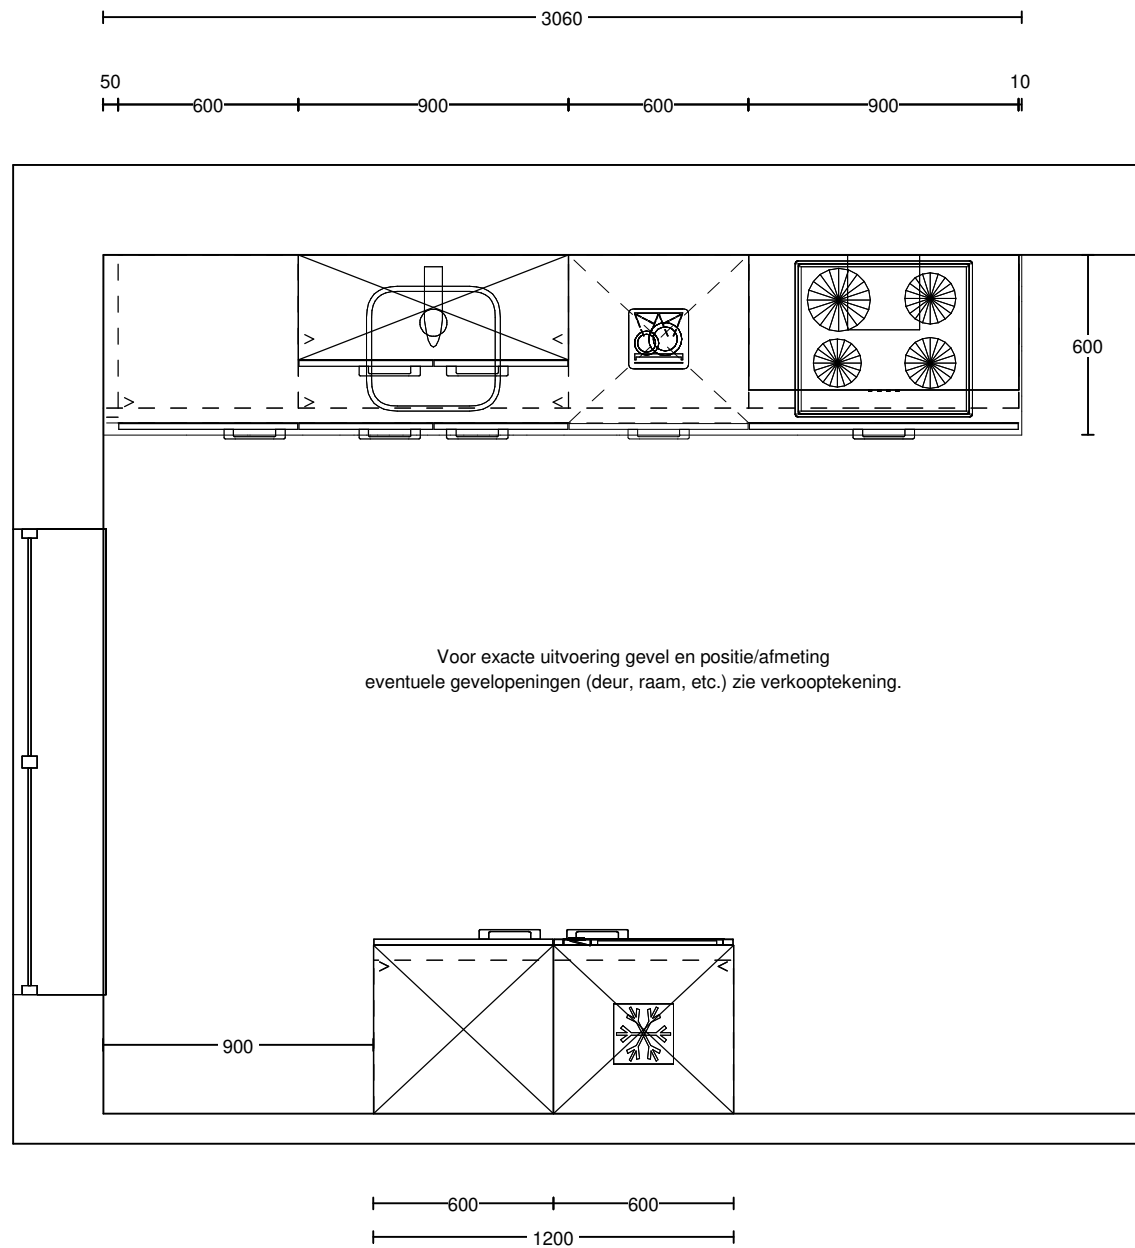 3060
50 10
600 900 600 900
600
Voor exacte uitvoering gevel en positie/afmeting
eventuele gevelopeningen (deur, raam, etc.) zie verkooptekening.
900
600 600
1200